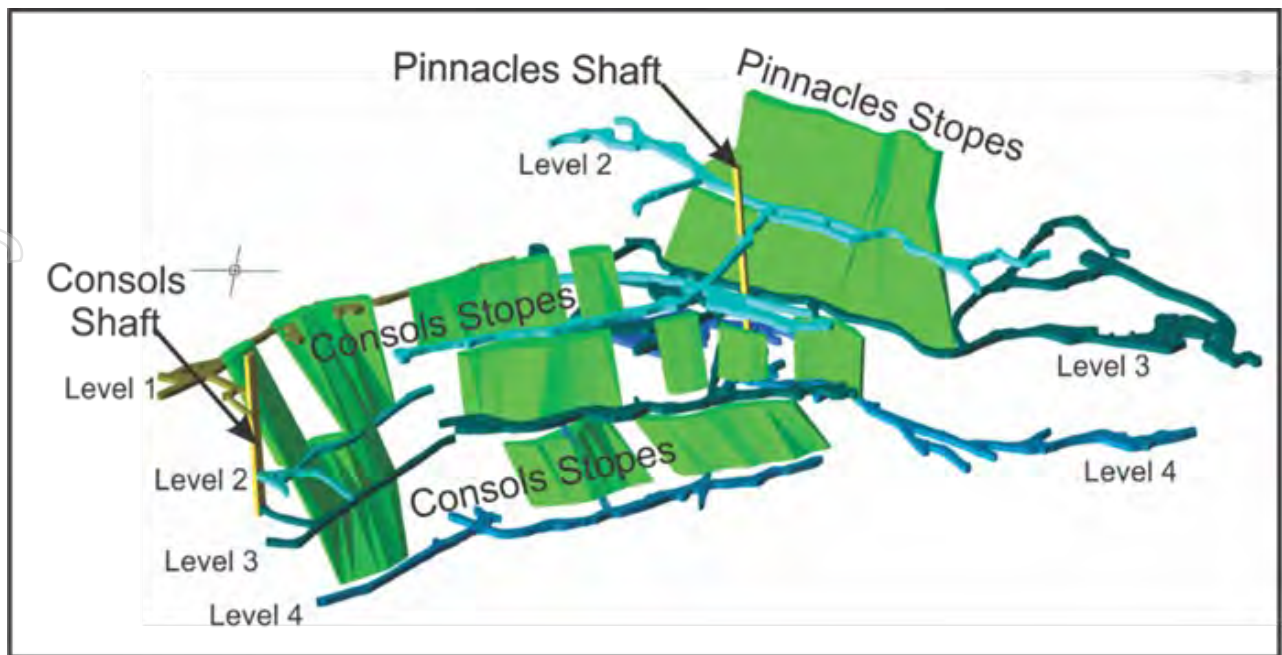 Pinnacles Shaft
Pinnacles Stopes
Level 2
Consols
Shaft
Consols Stopes
Level 1
Level 3
Level 2
Consols Stopes
Level 4
Level 3
Level 4